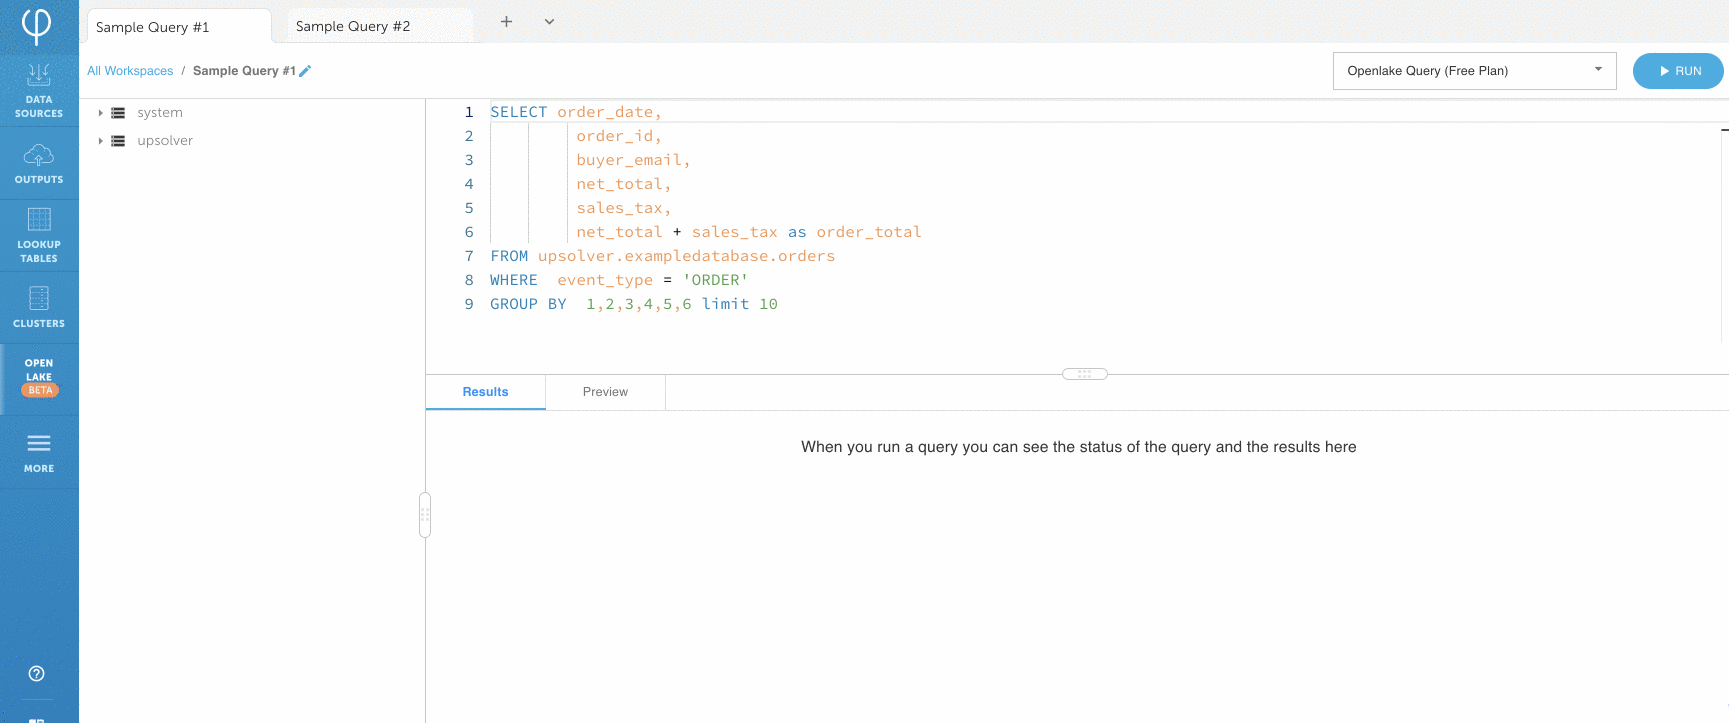 Sample Query #1
Sample Query #2
All Workspaces / Sample Query #1
Openlake Query (Free Plan)
RUN
DATA
SOURCES
OUTPUTS
LOOKUP
TABLES
CLUSTERS
OPEN
LAKE
BETA
MORE
system
upsolver
1 SELECT order_date,
2 order_id,
3 buyer_email,
4 net_total,
5 sales_tax,
6 net_total + sales_tax as order_total
7 FROM upsolver.exampledatabase.orders
8 WHERE  event_type = 'ORDER'
9 GROUP BY  1,2,3,4,5,6 limit 10
Results
Preview
When you run a query you can see the status of the query and the results here